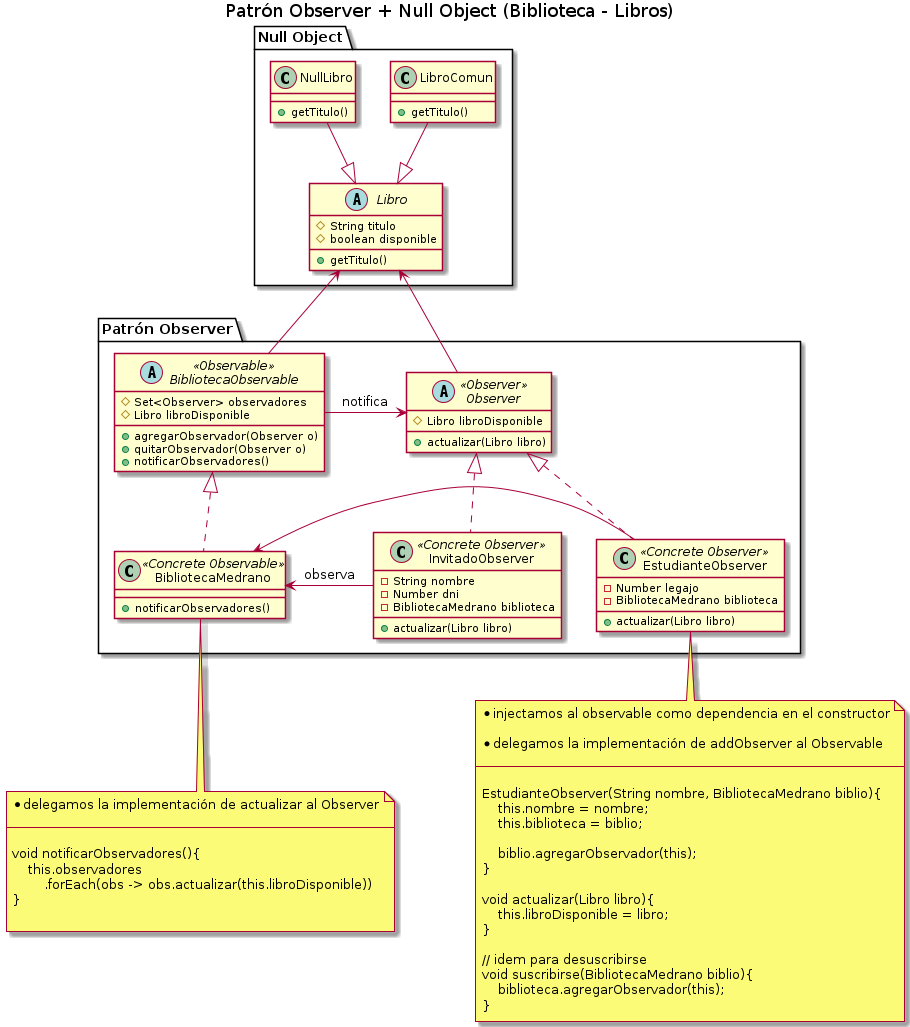 Patrón Observer + Null Object (Biblioteca - Libros)
Null Object
C NullLibro
getTitulo()
C LibroComun
getTitulo()
A Libro
String titulo
boolean disponible
getTitulo()
Patrón Observer
A «Observable»
BibliotecaObservable
Set<Observer> observadores
Libro libroDisponible
agregarObservador(Observer o)
quitarObservador(Observer o)
notificarObservadores()
notifica
A «Observer»
Observer
Libro libroDisponible
actualizar(Libro libro)
C «Concrete Observable»
BibliotecaMedrano
notificarObservadores()
observa
C «Concrete Observer»
InvitadoObserver
String nombre
Number dni
BibliotecaMedrano biblioteca
actualizar(Libro libro)
C «Concrete Observer»
EstudianteObserver
Number legajo
BibliotecaMedrano biblioteca
actualizar(Libro libro)
• delegamos la implementación de actualizar al Observer
void notificarObservadores(){
this.observadores
.forEach(obs -> obs.actualizar(this.libroDisponible))
}
• injectamos al observable como dependencia en el constructor
• delegamos la implementación de addObserver al Observable
EstudianteObserver(String nombre, BibliotecaMedrano biblio){
this.nombre = nombre;
this.biblioteca = biblio;
biblio.agregarObservador(this);
}
void actualizar(Libro libro){
this.libroDisponible = libro;
}
// idem para desuscribirse
void suscribirse(BibliotecaMedrano biblio){
biblioteca.agregarObservador(this);
}